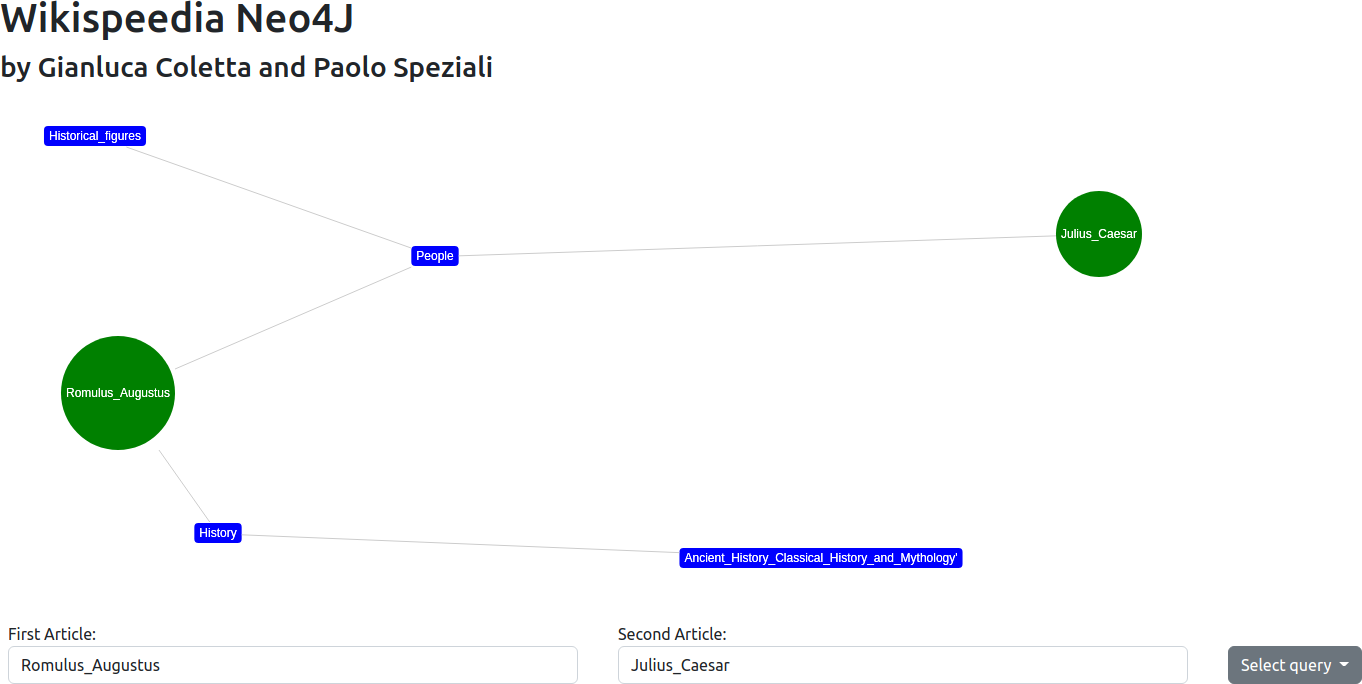 Wikispeedia Neo4J
by Gianluca Coletta and Paolo Speziali
Historical_figures
Julius_Caesar
People
Romulus_Augustus
History
Ancient_History_Classical_History_and_Mythology'
First Article:
Second Article:
Romulus_Augustus
Julius_Caesar
Select query